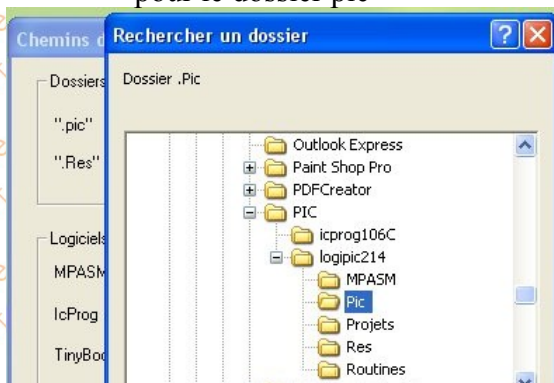 pour le dossier pic
Chemins d
Rechercher un dossier
Dossiers
Dossier .Pic
".pic"
".Res"
Outlook Express
Paint Shop Pro
PDFCreator
PIC
icprog106C
Logiciels
logipic214
MPASM
MPASM
Pic
IcProg
Projets
Res
TinyBoo
Routines